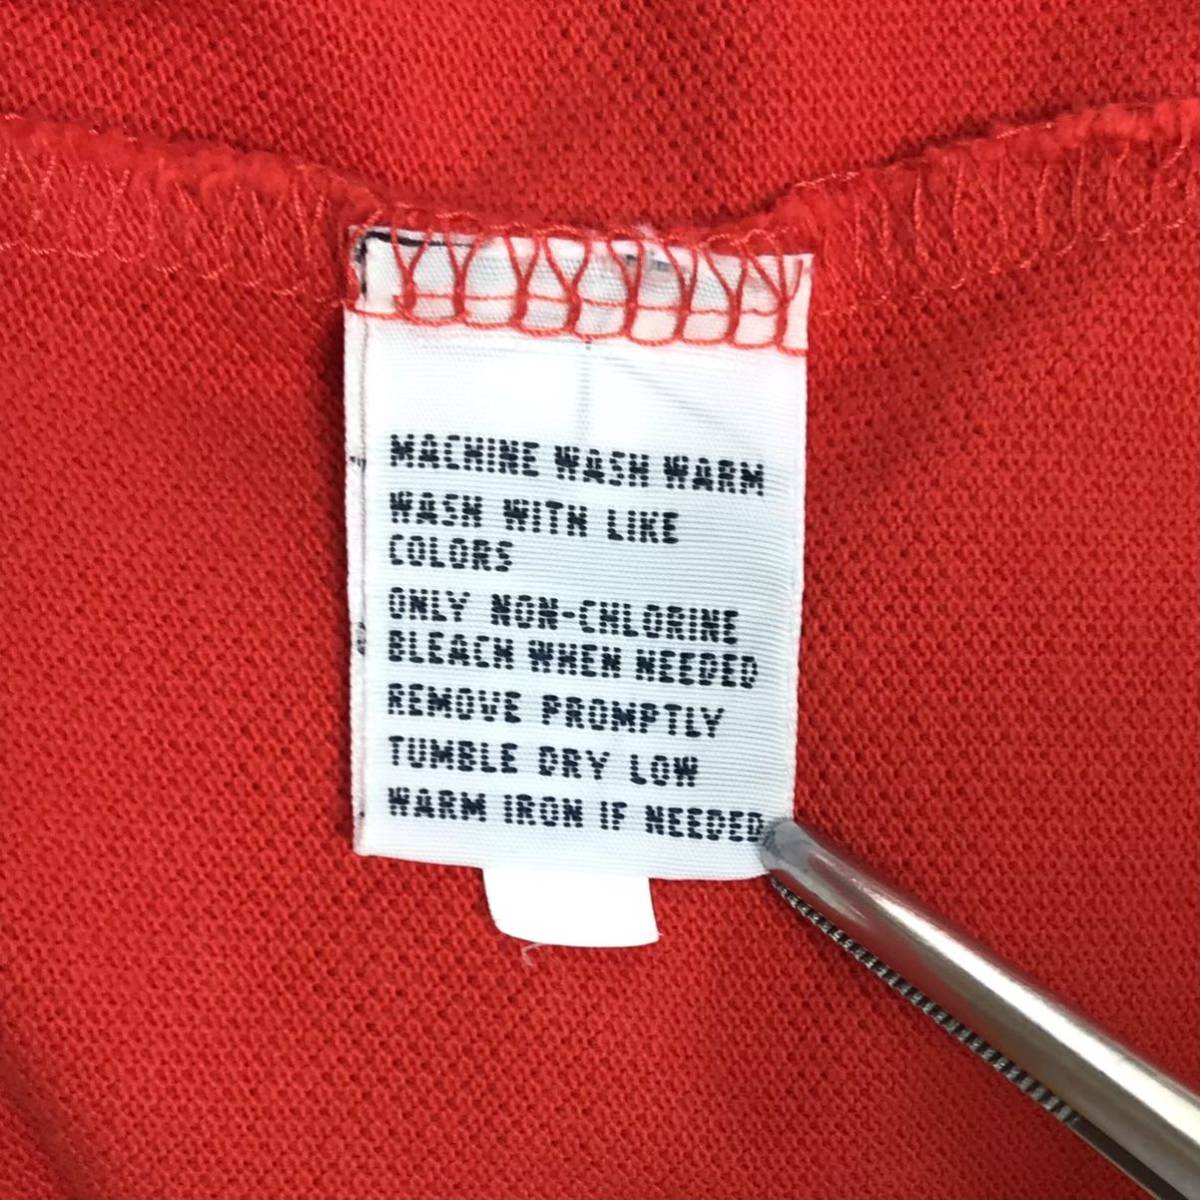 MACHINE WASH WARM
WASH WITH LIKE
COLORS
ONLY NON-CHLORINE
BLEACH WHEN NEEDED
REMOVE PROMPTLY
TUMBLE DRY LOW
WARM IRON IF NEEDED